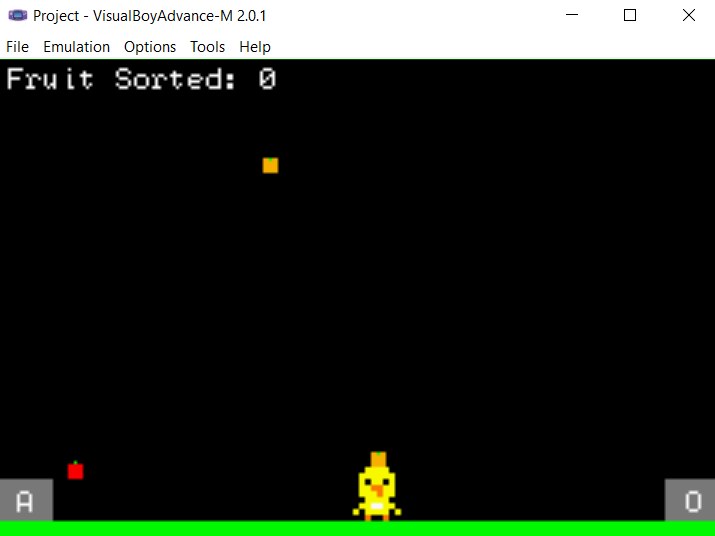 Project - VisualBoyAdvance-M 2.0.1
File Emulation Options Tools Help
Fruit Sorted: 0
A O